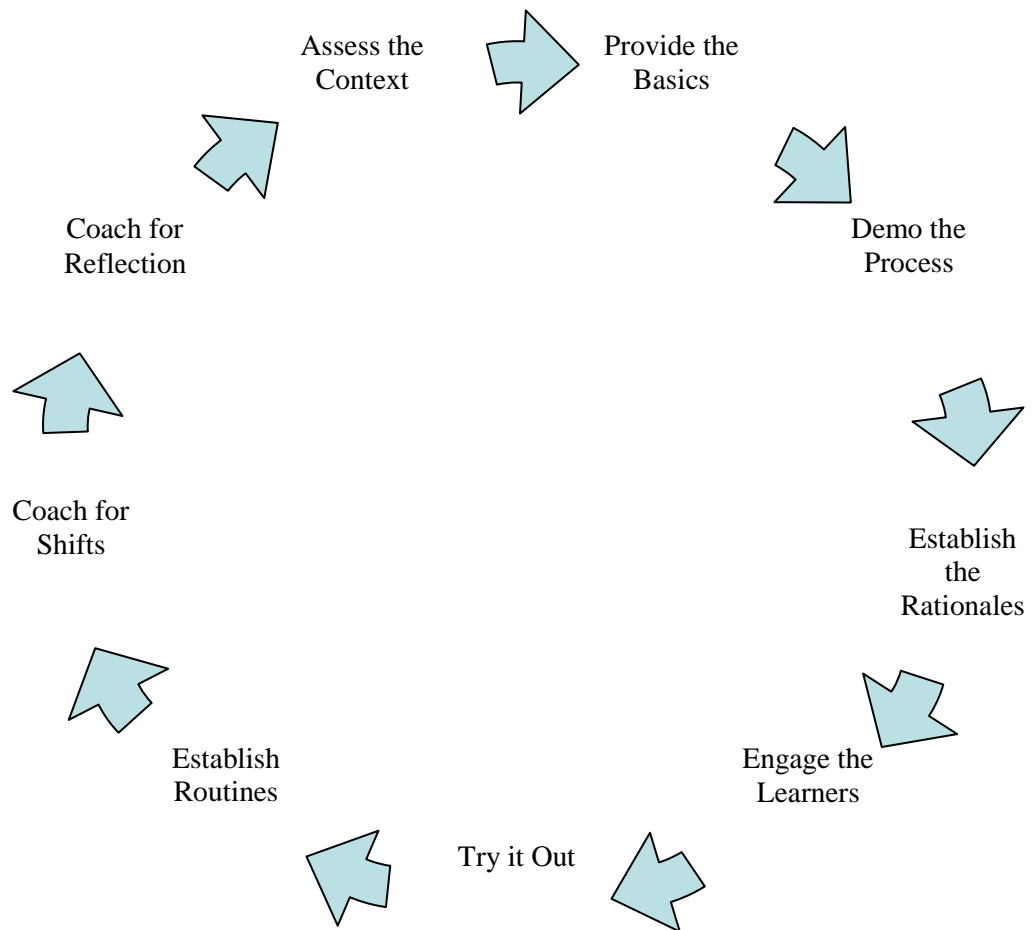 Assess the
Context
Provide the
Basics
Demo the
Process
Establish
the
Rationales
Engage the
Learners
Try it Out
Establish
Routines
Coach for
Shifts
Coach for
Reflection